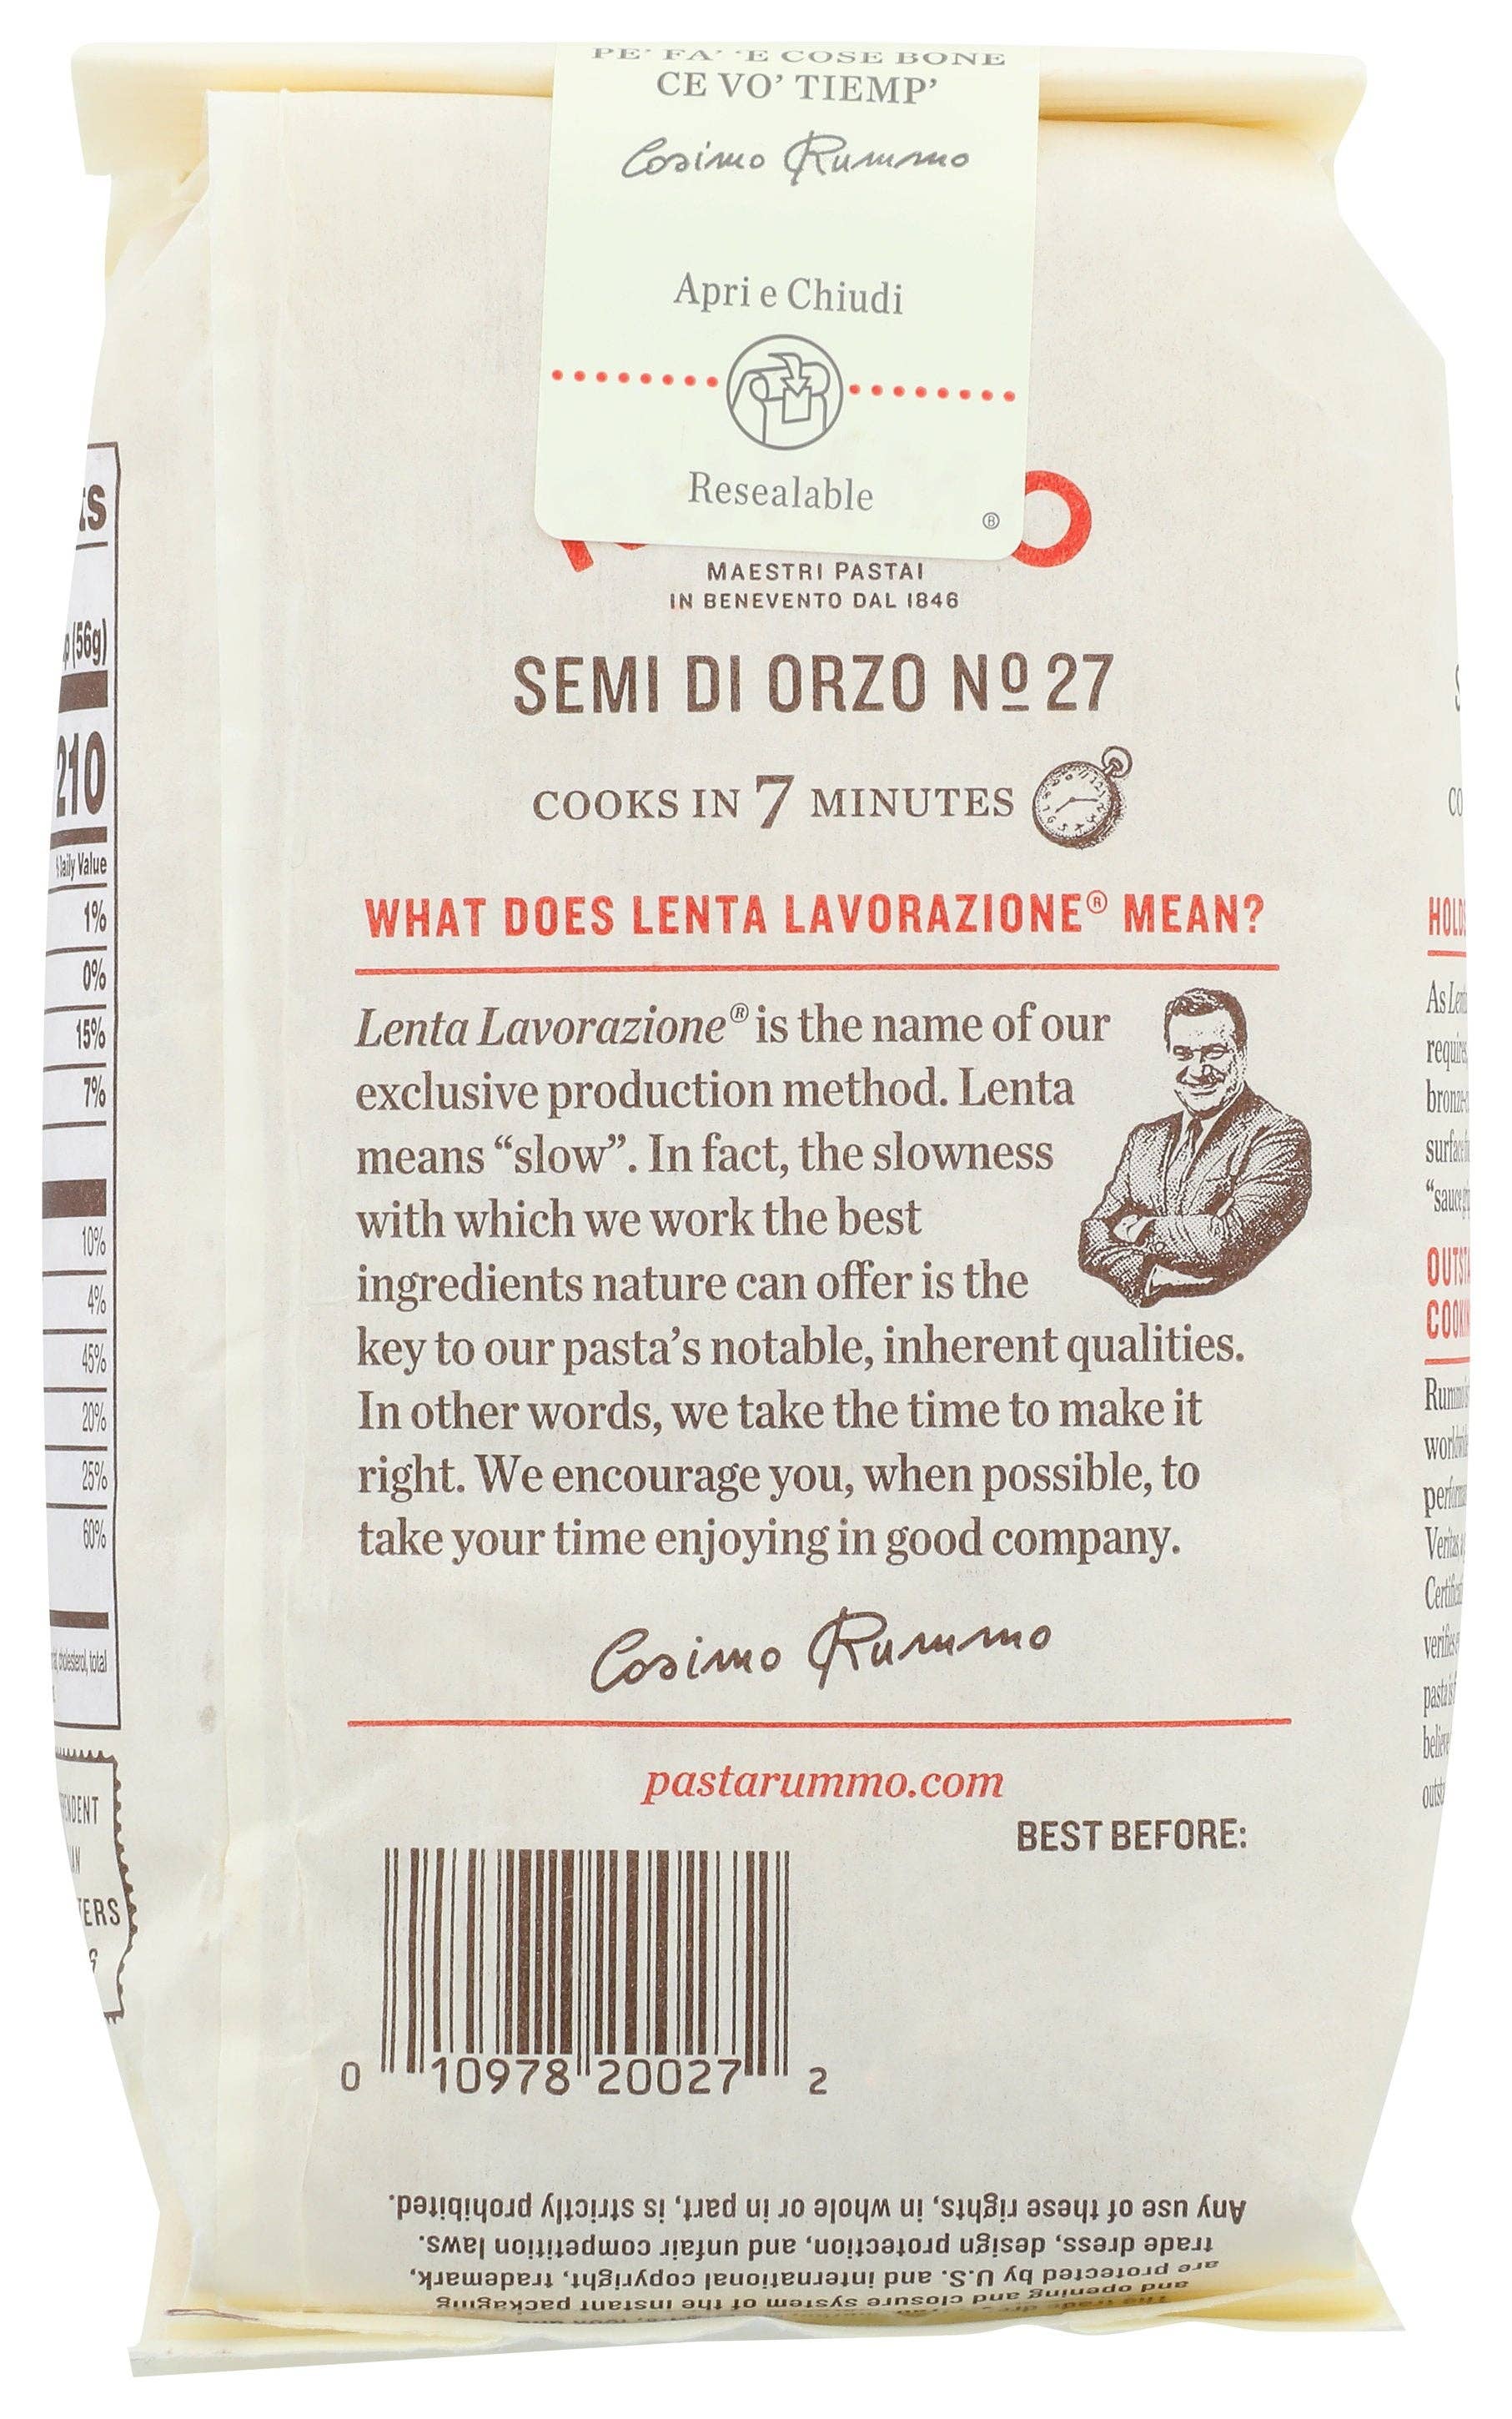 PE' FA' 'E COSE BONE
CE VO' TIEMP'
Cosimo Rummo
Apri e Chiudi
Resealable
®
MAESTRI PASTAI
IN BENEVENTO DAL 1846
SEMI DI ORZO Nº 27
COOKS IN 7 MINUTES
WHAT DOES LENTA LAVORAZIONE® MEAN?
Lenta Lavorazione® is the name of our
exclusive production method. Lenta
means “slow”. In fact, the slowness
with which we work the best
ingredients nature can offer is the
key to our pasta’s notable, inherent qualities.
In other words, we take the time to make it
right. We encourage you, when possible, to
take your time enjoying in good company.
Cosimo Rummo
pastarummo.com
BEST BEFORE:
0 10978 20027 2
and opening and closure system of the instant packaging
are protected by U.S. and international copyright, trademark,
trade dress, design protection, and unfair competition laws.
Any use of these rights, in whole or in part, is strictly prohibited.
(56g)
210
Daily Value
1%
0%
15%
7%
10%
4%
45%
20%
25%
60%
cholesterol, total